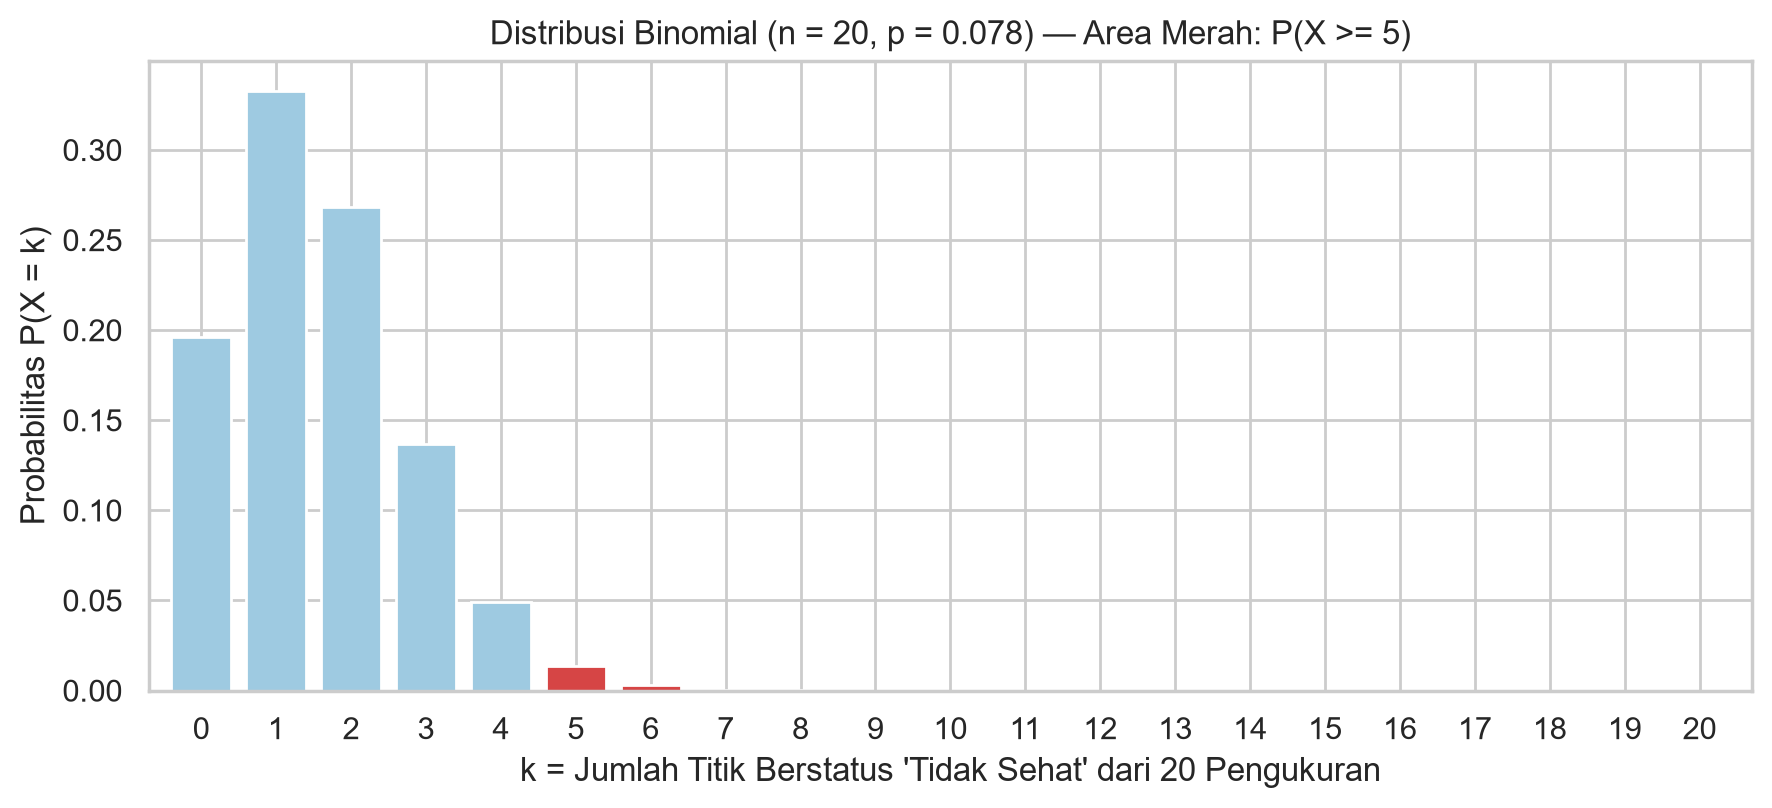 Distribusi Binomial (n = 20, p = 0.078) — Area Merah: P(X >= 5)
Probabilitas P(X = k)
0.30
0.25
0.20
0.15
0.10
0.05
0.00
0 1 2 3 4 5 6 7 8 9 10 11 12 13 14 15 16 17 18 19 20
k = Jumlah Titik Berstatus 'Tidak Sehat' dari 20 Pengukuran